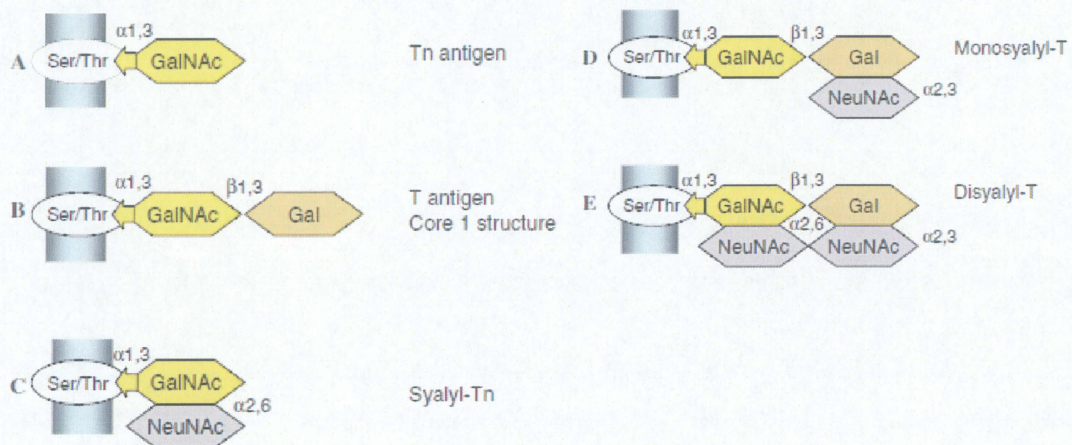 A
α1,3
Ser/Thr
GalNAc
Tn antigen
B
α1,3
β1,3
Ser/Thr
GalNAc
Gal
T antigen
Core 1 structure
C
α1,3
Ser/Thr
GalNAc
α2,6
NeuNAc
Syalyl-Tn
D
α1,3
β1,3
Ser/Thr
GalNAc
Gal
Monosyalyl-T
NeuNAc
α2,3
E
α1,3
β1,3
Ser/Thr
GalNAc
Gal
Disyalyl-T
α2,6
α2,3
NeuNAc
NeuNAc